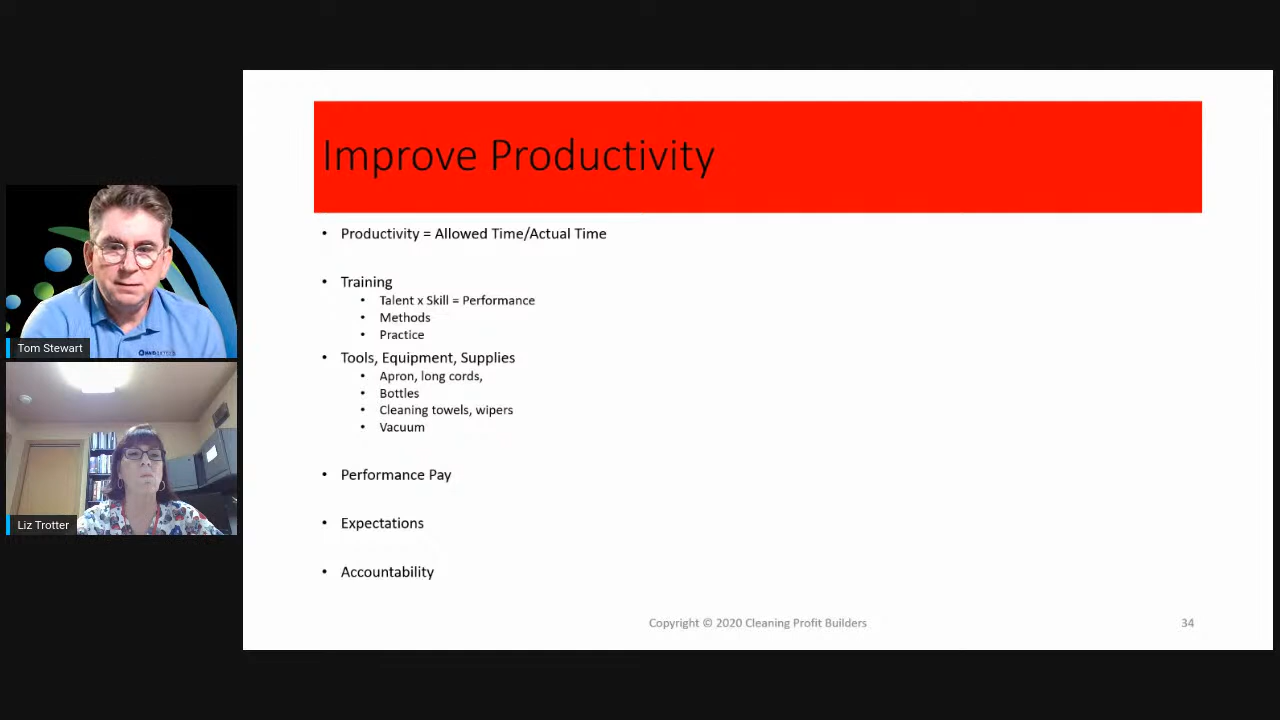 Improve Productivity
• Productivity = Allowed Time/Actual Time
• Training
• Talent x Skill = Performance
• Methods
• Practice
• Tools, Equipment, Supplies
• Apron, long cords,
• Bottles
• Cleaning towels, wipers
• Vacuum
• Performance Pay
• Expectations
• Accountability
Copyright © 2020 Cleaning Profit Builders
34
Tom Stewart
Liz Trotter